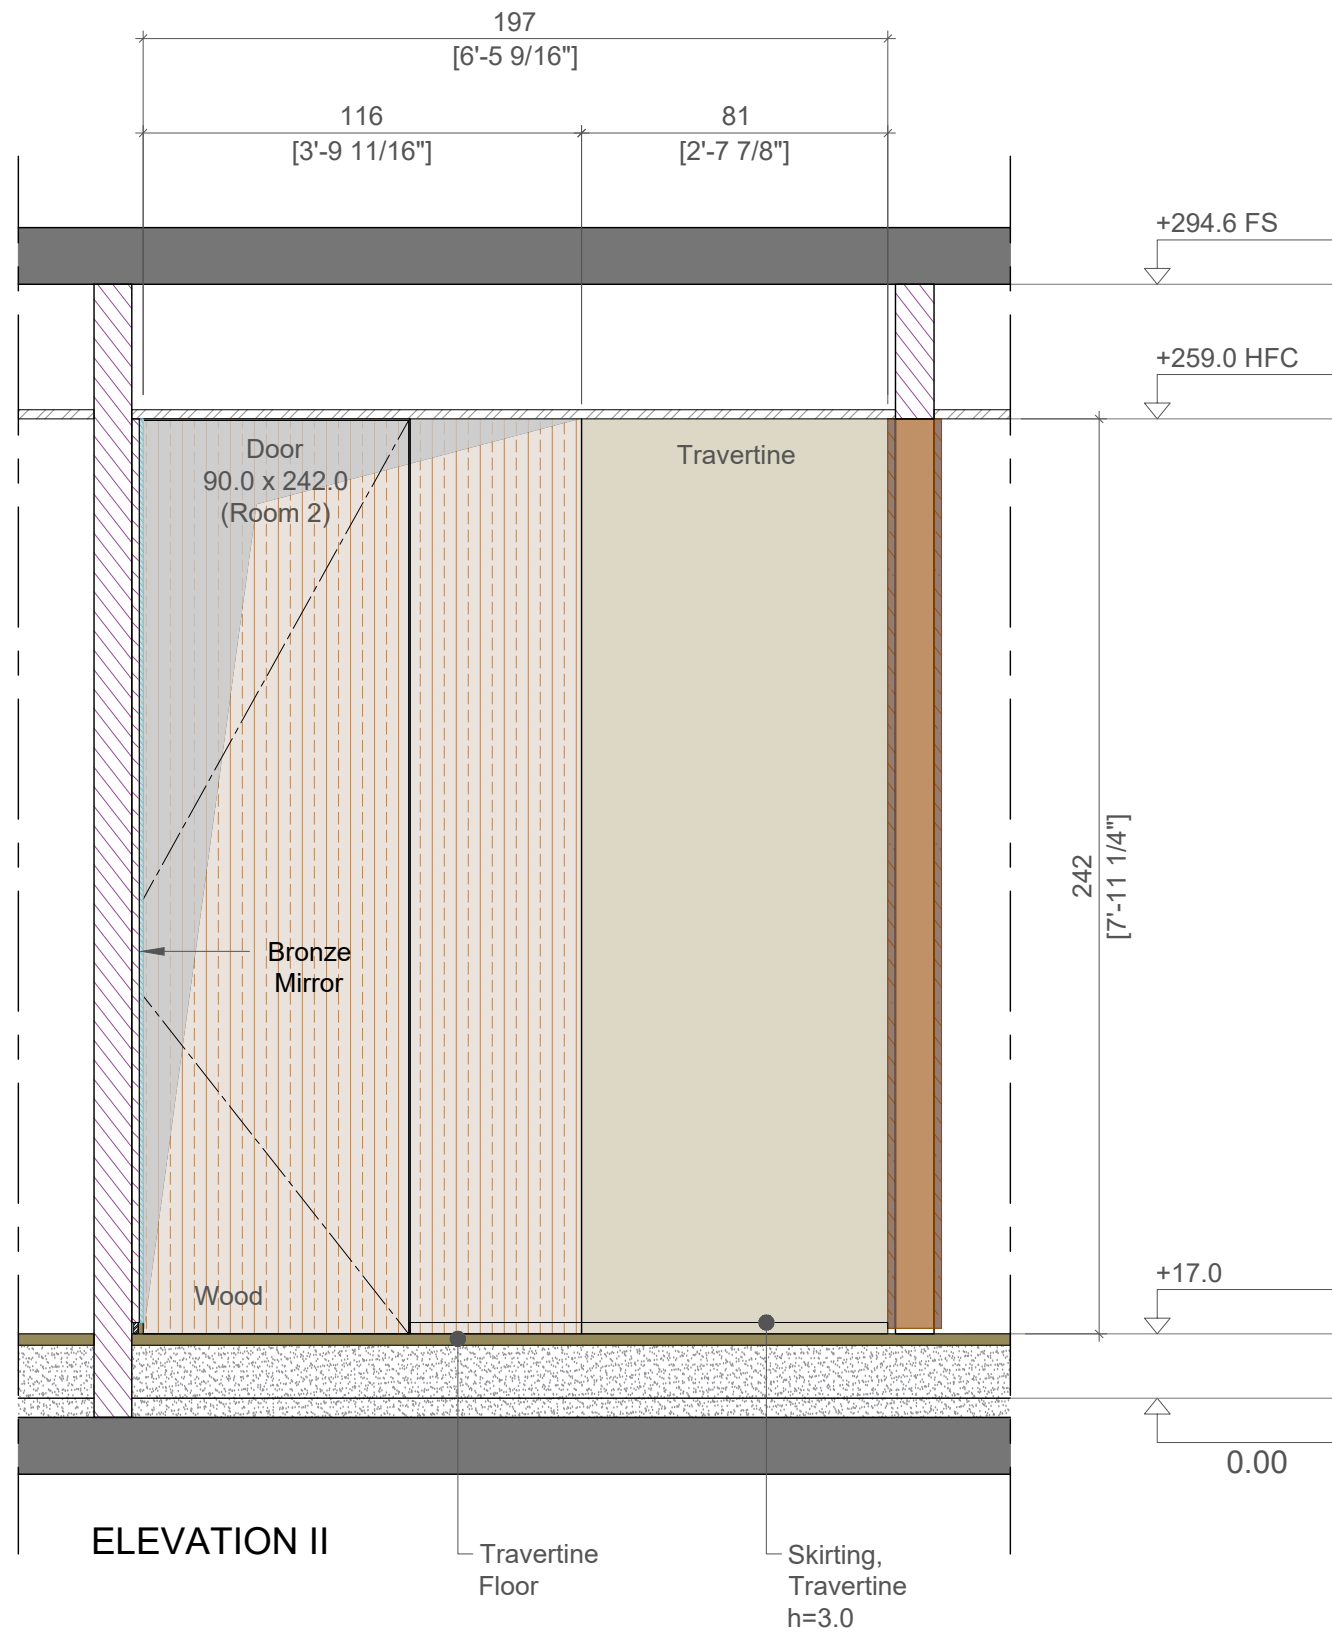 197
[6'-5 9/16"]
116
[3'-9 11/16"]
81
[2'-7 7/8"]
+294.6 FS
+259.0 HFC
Door
90.0 x 242.0
(Room 2)
Travertine
242
[7'-11 1/4"]
Bronze
Mirror
Wood
+17.0
0.00
ELEVATION II
Travertine
Floor
Skirting,
Travertine
h=3.0